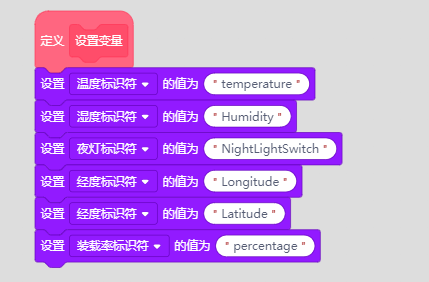 定义 设置变量
设置 温度标识符 的值为 "temperature"
设置 湿度标识符 的值为 "Humidity"
设置 夜灯标识符 的值为 "NightLightSwitch"
设置 经度标识符 的值为 "Longitude"
设置 经度标识符 的值为 "Latitude"
设置 装载率标识符 的值为 "percentage"